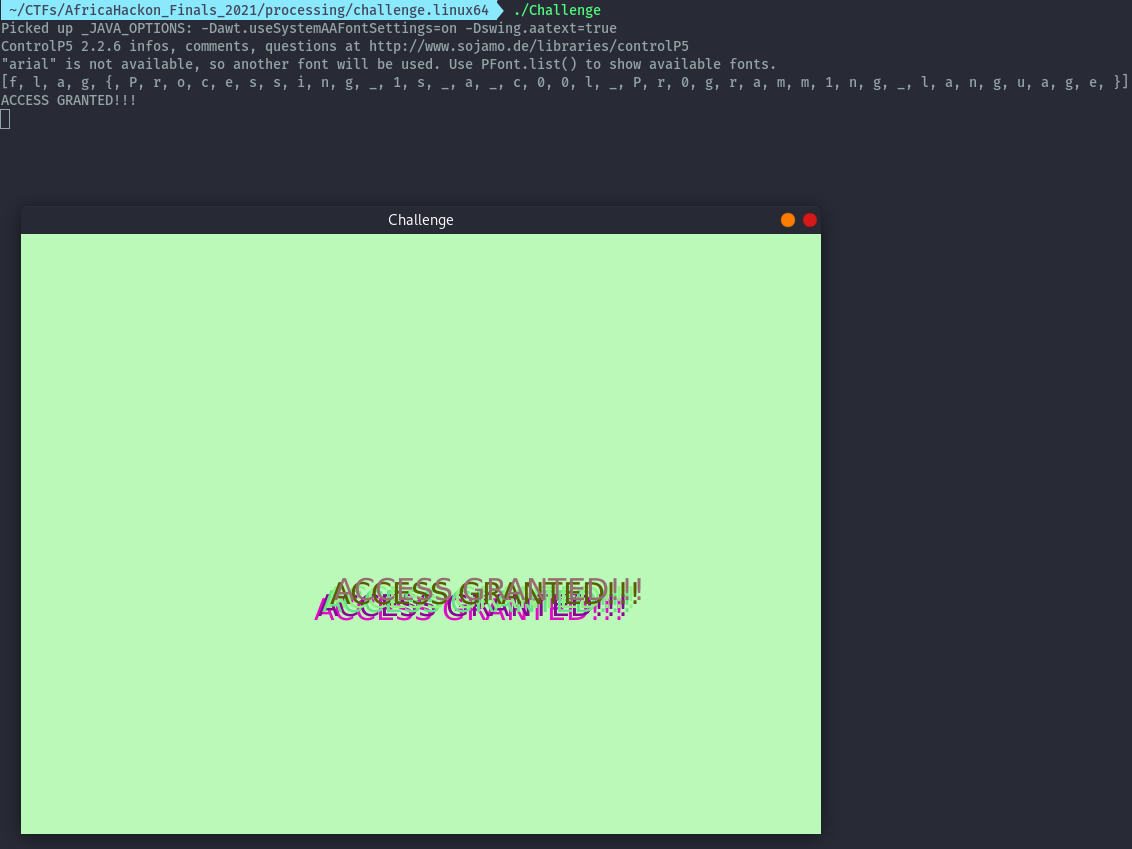 ~/CTFs/AfricaHackon_Finals_2021/processing/challenge.linux64 ./Challenge
Picked up _JAVA_OPTIONS: -Dawt.useSystemAAFontSettings=on -Dswing.aatext=true
ControlP5 2.2.6 infos, comments, questions at http://www.sojamo.de/libraries/controlP5
"arial" is not available, so another font will be used. Use PFont.list() to show available fonts.
[f, l, a, g, {, P, r, o, c, e, s, s, i, n, g, _, 1, s, _, a, _, c, 0, 0, l, _, P, r, 0, g, r, a, m, m, 1, n, g, _, l, a, n, g, u, a, g, e, }]
ACCESS GRANTED!!!
Challenge
ACCESS GRANTED!!!
ACCESS GRANTED!!!
ACCESS GRANTED!!!